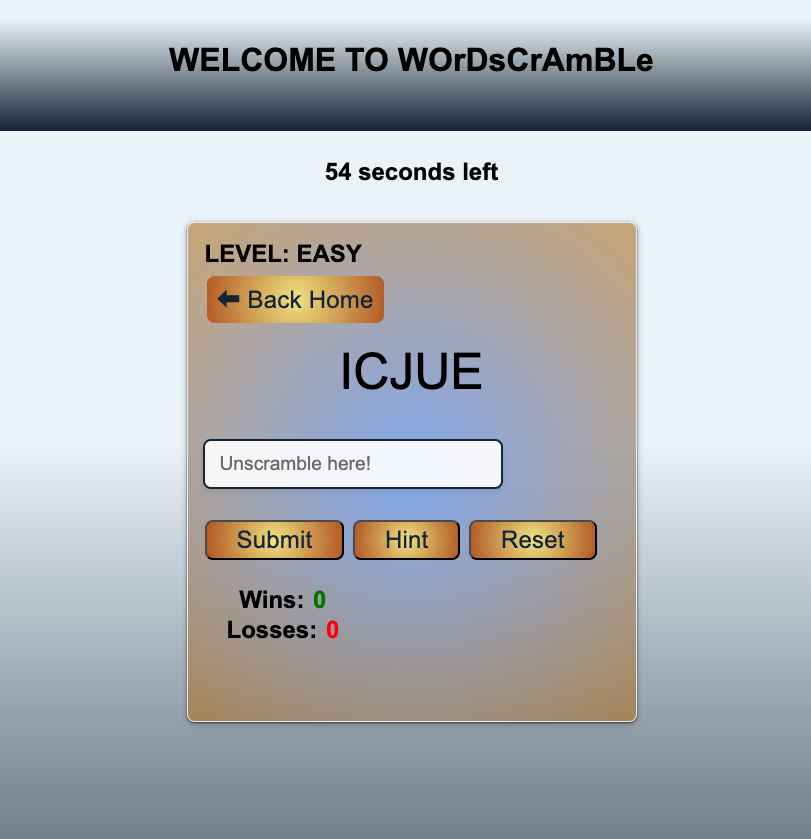 WELCOME TO WOrDsCrAmBLe
54 seconds left
LEVEL: EASY
⬅ Back Home
ICJUE
Unscramble here!
Submit Hint Reset
Wins: 0
Losses: 0